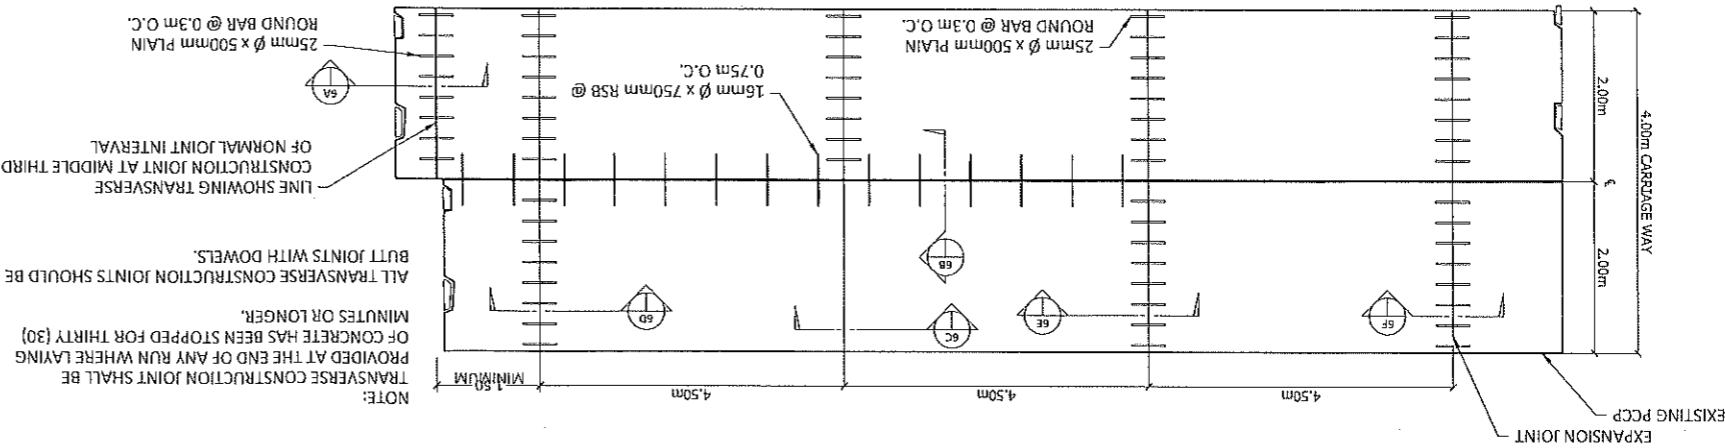 EXPANSION JOINT
EXISTING PCCP
4.50m
4.50m
4.50m
1.50
MINIMUM
NOTE:
TRANSVERSE CONSTRUCTION JOINT SHALL BE
PROVIDED AT THE END OF ANY RUN WHERE LAYING
OF CONCRETE HAS BEEN STOPPED FOR THIRTY (30)
MINUTES OR LONGER.
ALL TRANSVERSE CONSTRUCTION JOINTS SHOULD BE
BUTT JOINTS WITH DOWELS.
4.00m CARRIAGE WAY
2.00m
℄
2.00m
6F
6E
6C
6D
6B
LINE SHOWING TRANSVERSE
CONSTRUCTION JOINT AT MIDDLE THIRD
OF NORMAL JOINT INTERVAL
6A
16mm Ø x 750mm RSB @
0.75m O.C.
25mm Ø x 500mm PLAIN
ROUND BAR @ 0.3m O.C.
25mm Ø x 500mm PLAIN
ROUND BAR @ 0.3m O.C.